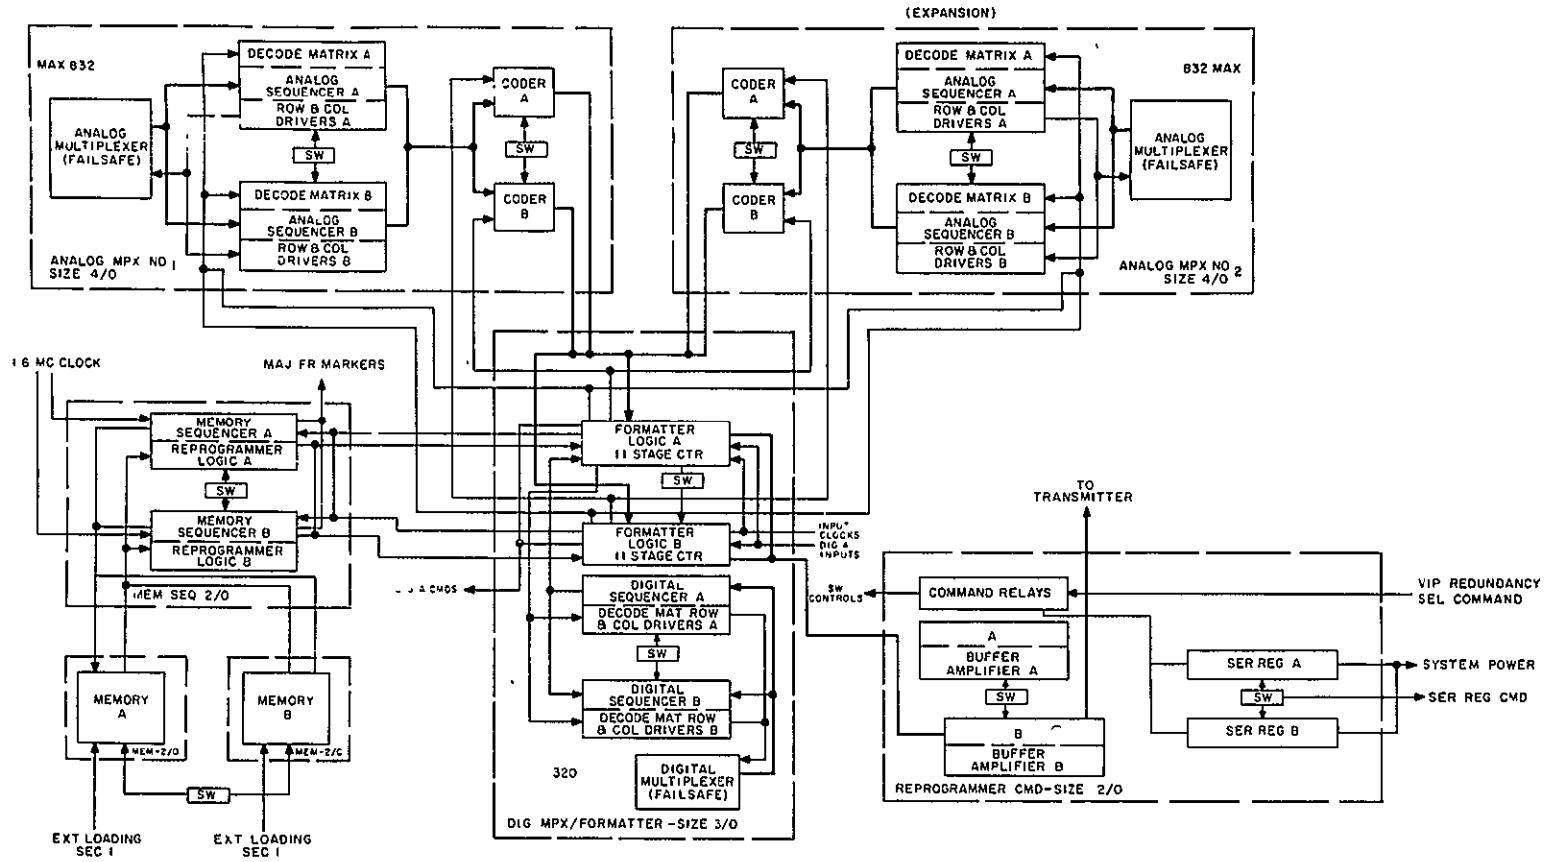 (EXPANSION)
MAX 832
ANALOG
MULTIPLEXER
(FAILSAFE)
DECODE MATRIX A
ANALOG
SEQUENCER A
ROW & COL
DRIVERS A
SW
DECODE MATRIX B
ANALOG
SEQUENCER B
ROW & COL
DRIVERS B
ANALOG MPX NO 1
SIZE 4/0
CODER
A
SW
CODER
B
CODER
A
SW
CODER
B
DECODE MATRIX A
ANALOG
SEQUENCER A
ROW & COL
DRIVERS A
SW
DECODE MATRIX B
ANALOG
SEQUENCER B
ROW & COL
DRIVERS B
832 MAX
ANALOG
MULTIPLEXER
(FAILSAFE)
ANALOG MPX NO 2
SIZE 4/0
1 6 MC CLOCK
MAJ FR MARKERS
MEMORY
SEQUENCER A
REPROGRAMMER
LOGIC A
SW
MEMORY
SEQUENCER B
REPROGRAMMER
LOGIC B
MEM SEQ 2/0
MEMORY
A
MEM-2/0
MEMORY
B
SW
EXT LOADING
SEC 1
EXT LOADING
SEC 1
FORMATTER
LOGIC A
11 STAGE CTR
SW
FORMATTER
LOGIC B
11 STAGE CTR
INPUT
CLOCKS
DIG A
INPUTS
CMDS
DIGITAL
SEQUENCER A
DECODE MAT ROW
& COL DRIVERS A
SW
DIGITAL
SEQUENCER B
DECODE MAT ROW
& COL DRIVERS B
320
DIGITAL
MULTIPLEXER
(FAILSAFE)
DIG MPX/FORMATTER - SIZE 3/0
TO
TRANSMITTER
SW
CONTROLS
COMMAND RELAYS
VIP REDUNDANCY
SEL COMMAND
A
BUFFER
AMPLIFIER A
SW
B
BUFFER
AMPLIFIER B
SER REG A
SW
SER REG B
SYSTEM POWER
SER REG CMD
REPROGRAMMER CMD-SIZE 2/0